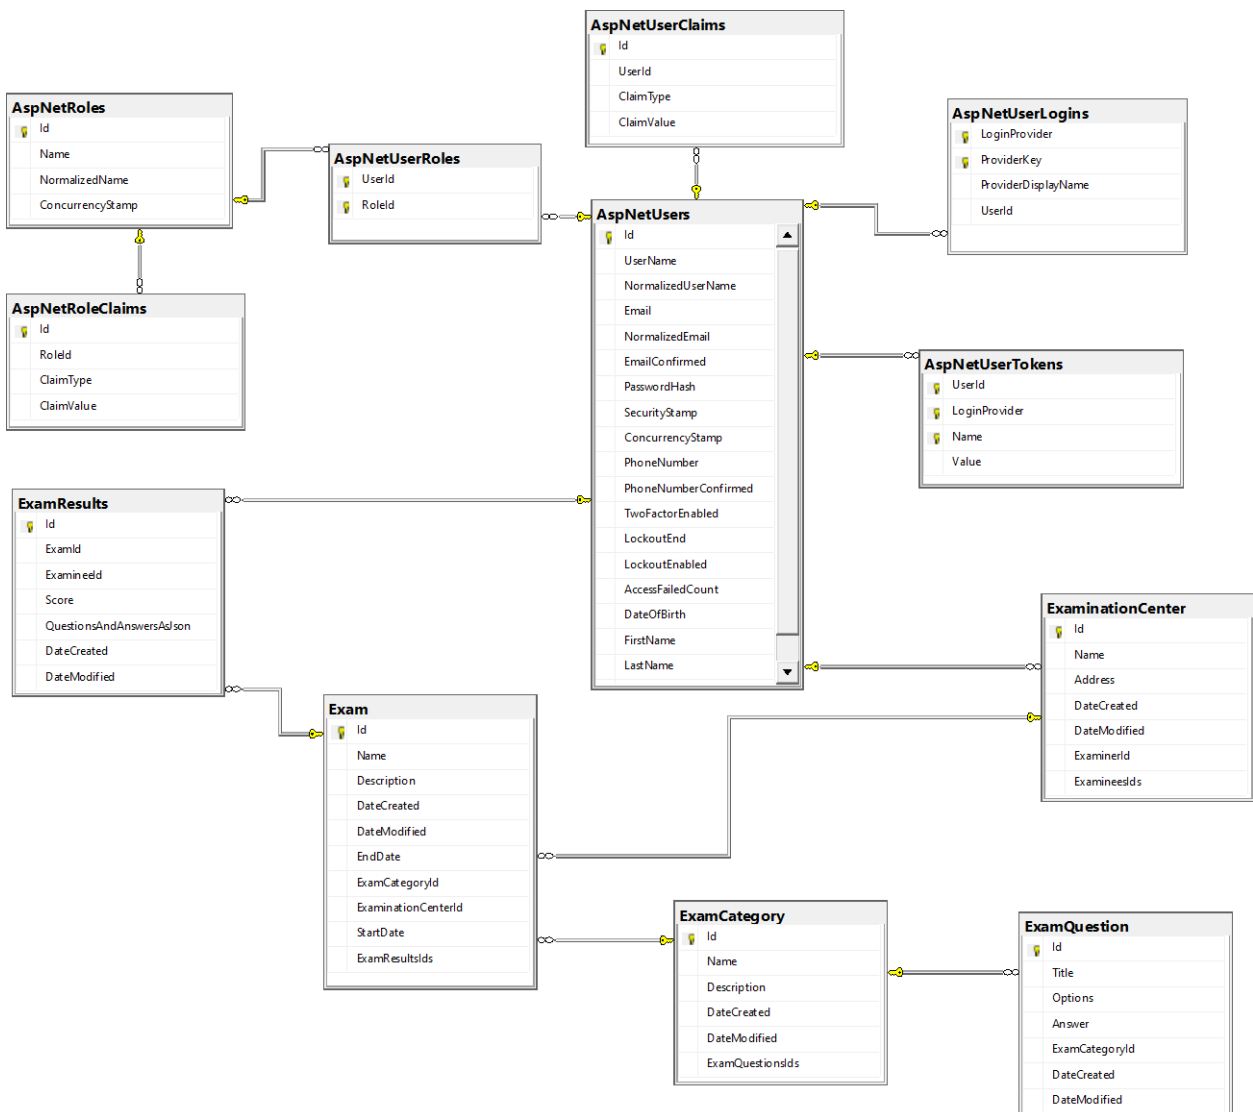 AspNetUserClaims
Id
UserId
ClaimType
ClaimValue
AspNetRoles
Id
Name
NormalizedName
ConcurrencyStamp
AspNetUserRoles
UserId
RoleId
AspNetUserLogins
LoginProvider
ProviderKey
ProviderDisplayName
UserId
AspNetUsers
Id
UserName
NormalizedUserName
Email
NormalizedEmail
EmailConfirmed
PasswordHash
SecurityStamp
ConcurrencyStamp
PhoneNumber
PhoneNumberConfirmed
TwoFactorEnabled
LockoutEnd
LockoutEnabled
AccessFailedCount
DateOfBirth
FirstName
LastName
AspNetRoleClaims
Id
RoleId
ClaimType
ClaimValue
AspNetUserTokens
UserId
LoginProvider
Name
Value
ExamResults
Id
ExamId
ExamineeId
Score
QuestionsAndAnswersAsJson
DateCreated
DateModified
ExaminationCenter
Id
Name
Address
DateCreated
DateModified
ExaminerId
ExamineesIds
Exam
Id
Name
Description
DateCreated
DateModified
EndDate
ExamCategoryId
ExaminationCenterId
StartDate
ExamResultsIds
ExamCategory
Id
Name
Description
DateCreated
DateModified
ExamQuestionsIds
ExamQuestion
Id
Title
Options
Answer
ExamCategoryId
DateCreated
DateModified